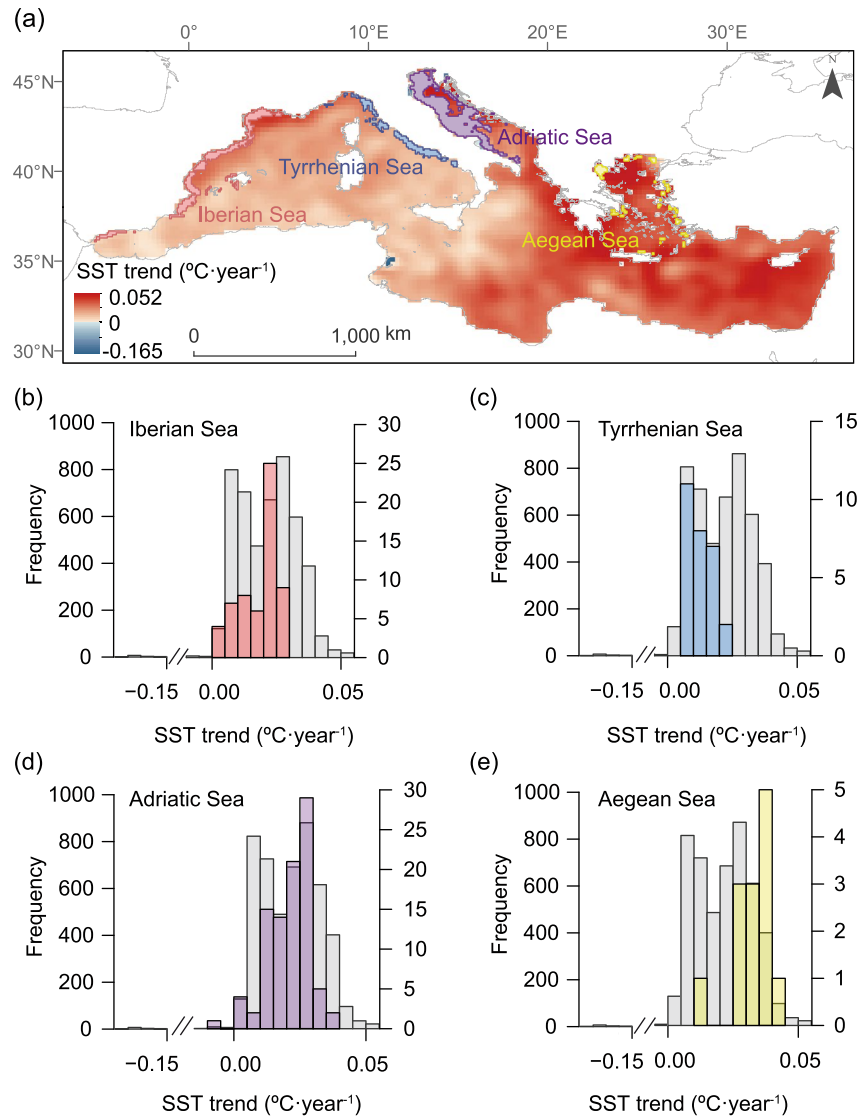 (a)
0° 10°E 20°E 30°E
N
45°N
40°N
35°N
30°N
Adriatic Sea
Tyrrhenian Sea
Iberian Sea
Aegean Sea
SST trend (ºC·year-1)
0.052
0
-0.165
0 1,000 km
(b)
Iberian Sea
Frequency
1000
800
600
400
200
0
30
25
20
15
10
5
0
−0.15 0.00 0.05
SST trend (ºC·year-1)
(c)
Tyrrhenian Sea
Frequency
1000
800
600
400
200
0
15
10
5
0
−0.15 0.00 0.05
SST trend (ºC·year-1)
(d)
Adriatic Sea
Frequency
1000
800
600
400
200
0
30
25
20
15
10
5
0
−0.15 0.00 0.05
SST trend (ºC·year-1)
(e)
Aegean Sea
Frequency
1000
800
600
400
200
0
5
4
3
2
1
0
−0.15 0.00 0.05
SST trend (ºC·year-1)